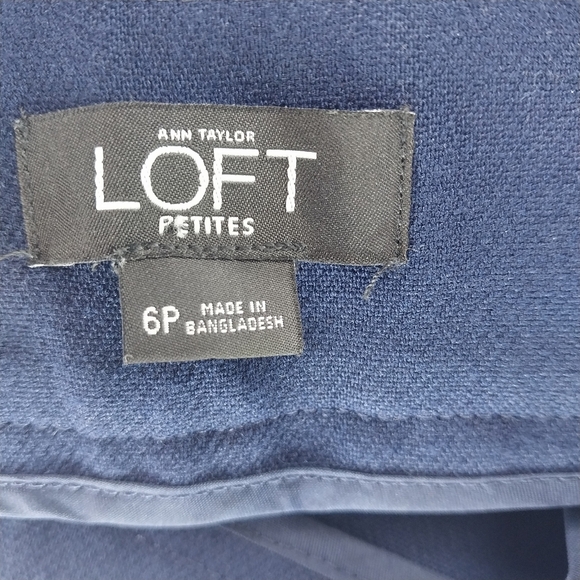 ANN TAYLOR
LOFT
PETITES
6P MADE IN
BANGLADESH